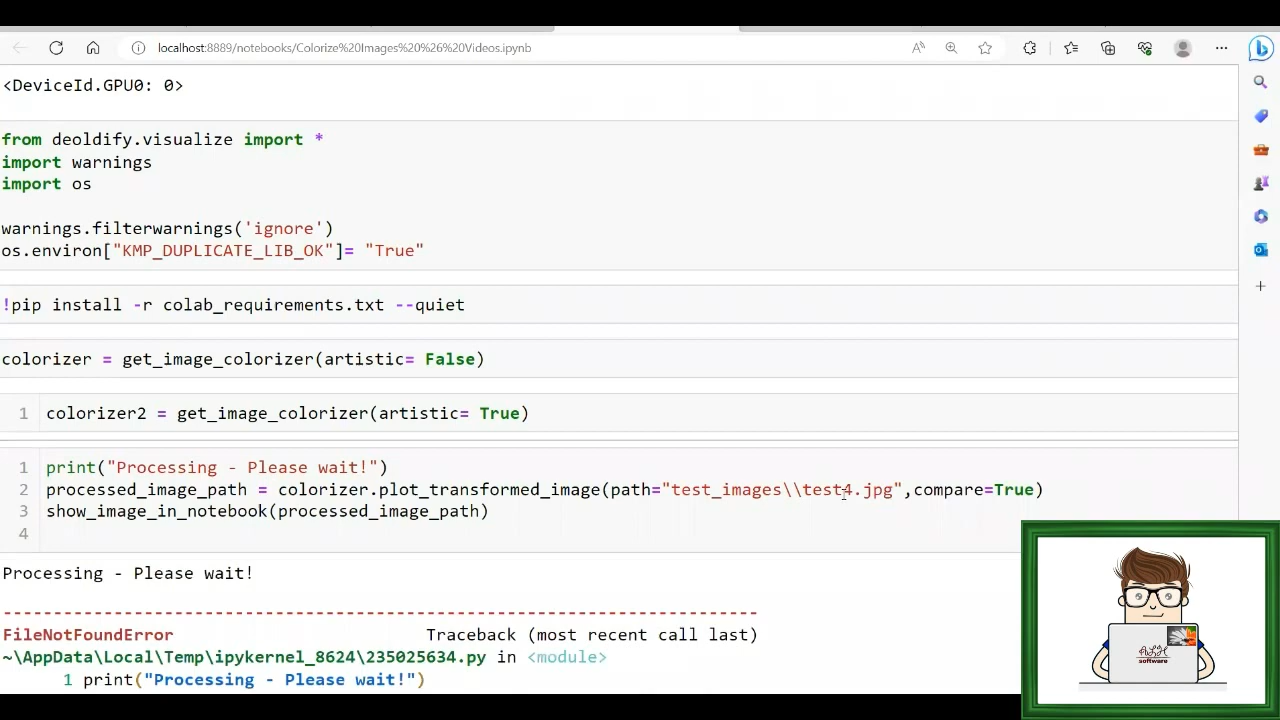 localhost:8889/notebooks/Colorize%20Images%20%26%20Videos.ipynb
<DeviceId.GPU0: 0>
from deoldify.visualize import *
import warnings
import os
warnings.filterwarnings('ignore')
os.environ["KMP_DUPLICATE_LIB_OK"]= "True"
!pip install -r colab_requirements.txt --quiet
colorizer = get_image_colorizer(artistic= False)
1 colorizer2 = get_image_colorizer(artistic= True)
1 print("Processing - Please wait!")
2 processed_image_path = colorizer.plot_transformed_image(path="test_images\\test4.jpg",compare=True)
3 show_image_in_notebook(processed_image_path)
4
Processing - Please wait!
---------------------------------------------------------------------------
FileNotFoundError Traceback (most recent call last)
~\AppData\Local\Temp\ipykernel_8624\235025634.py in <module>
1 print("Processing - Please wait!")
software